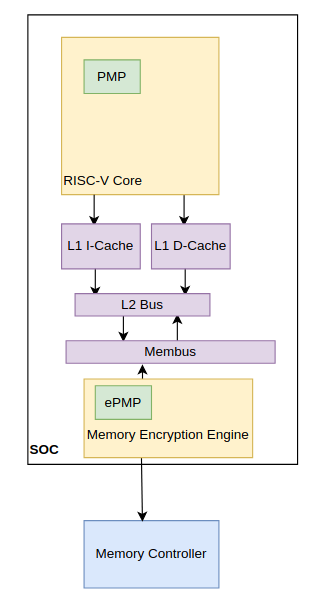 PMP
RISC-V Core
L1 I-Cache
L1 D-Cache
L2 Bus
Membus
ePMP
Memory Encryption Engine
SOC
Memory Controller